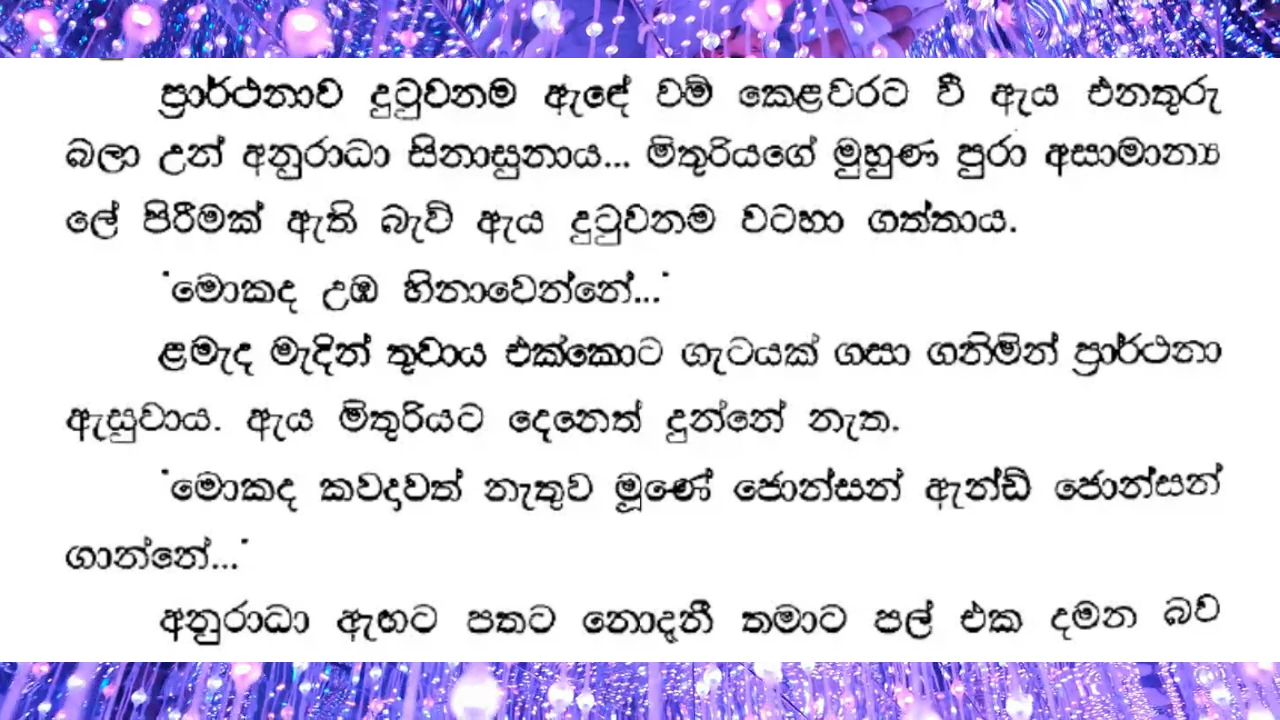 ප්‍රාර්ථනාව දුටුවනම ඇඳේ වම් කෙළවරට වී ඇය එනතුරු
බලා උන් අනුරාධා සිනාසුනාය... මිතුරියගේ මුහුණ පුරා අසාමාන්‍ය
ලේ පිරීමක් ඇති බැව් ඇය දුටුවනම වටහා ගත්තාය.
"මොකද උඹ හිනාවෙන්නේ..."
ළමැද මැදින් තුවාය එක්කොට ගැටයක් ගසා ගනිමින් ප්‍රාර්ථනා
ඇසුවාය. ඇය මිතුරියට දෙනෙත් දුන්නේ නැත.
"මොකද කවදාවත් නැතුව මූණේ ජොන්සන් ඇන්ඩ් ජොන්සන්
ගාන්නේ..."
අනුරාධා ඇඟට පතට නොදැනී තමාට පල් එක දමන බව